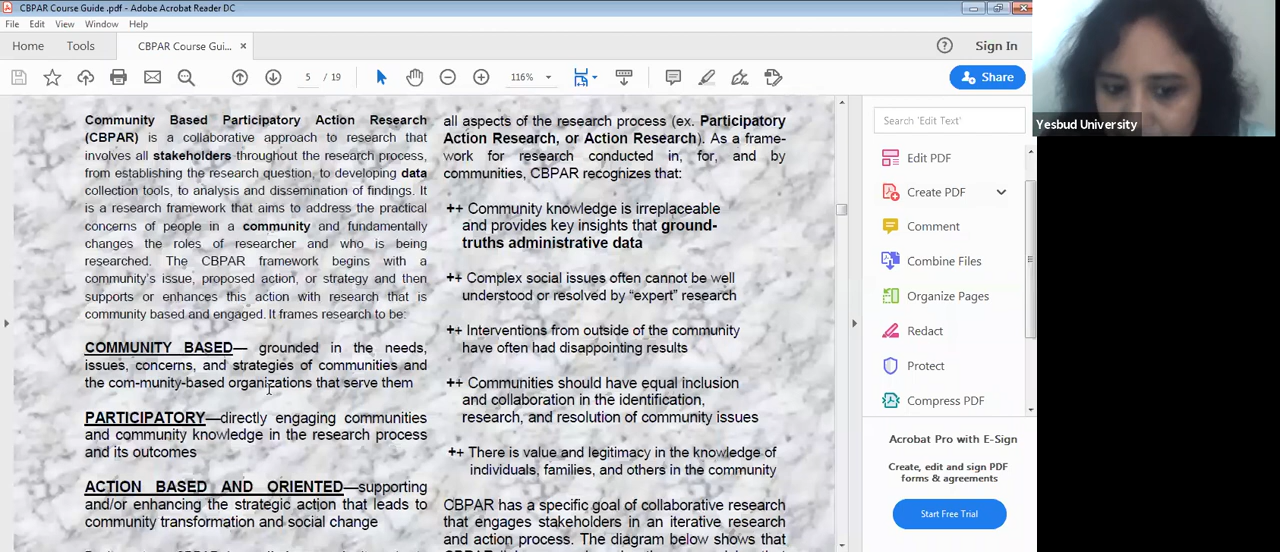 CBPAR Course Guide .pdf - Adobe Acrobat Reader DC
File Edit View Window Help
Home Tools CBPAR Course Gui... × Sign In
5 / 19 116% Share
Community Based Participatory Action Research
(CBPAR) is a collaborative approach to research that
involves all stakeholders throughout the research process,
from establishing the research question, to developing data
collection tools, to analysis and dissemination of findings. It
is a research framework that aims to address the practical
concerns of people in a community and fundamentally
changes the roles of researcher and who is being
researched. The CBPAR framework begins with a
community's issue, proposed action, or strategy and then
supports or enhances this action with research that is
community based and engaged. It frames research to be:
COMMUNITY BASED— grounded in the needs,
issues, concerns, and strategies of communities and
the com-munity-based organizations that serve them
PARTICIPATORY—directly engaging communities
and community knowledge in the research process
and its outcomes
ACTION BASED AND ORIENTED—supporting
and/or enhancing the strategic action that leads to
community transformation and social change
all aspects of the research process (ex. Participatory
Action Research, or Action Research). As a frame-
work for research conducted in, for, and by
communities, CBPAR recognizes that:
++ Community knowledge is irreplaceable
and provides key insights that ground-
truths administrative data
++ Complex social issues often cannot be well
understood or resolved by “expert” research
++ Interventions from outside of the community
have often had disappointing results
++ Communities should have equal inclusion
and collaboration in the identification,
research, and resolution of community issues
++ There is value and legitimacy in the knowledge of
individuals, families, and others in the community
CBPAR has a specific goal of collaborative research
that engages stakeholders in an iterative research
and action process. The diagram below shows that
Search 'Edit Text'
Edit PDF
Create PDF
Comment
Combine Files
Organize Pages
Redact
Protect
Compress PDF
Acrobat Pro with E-Sign
Create, edit and sign PDF
forms & agreements
Start Free Trial
Yesbud University